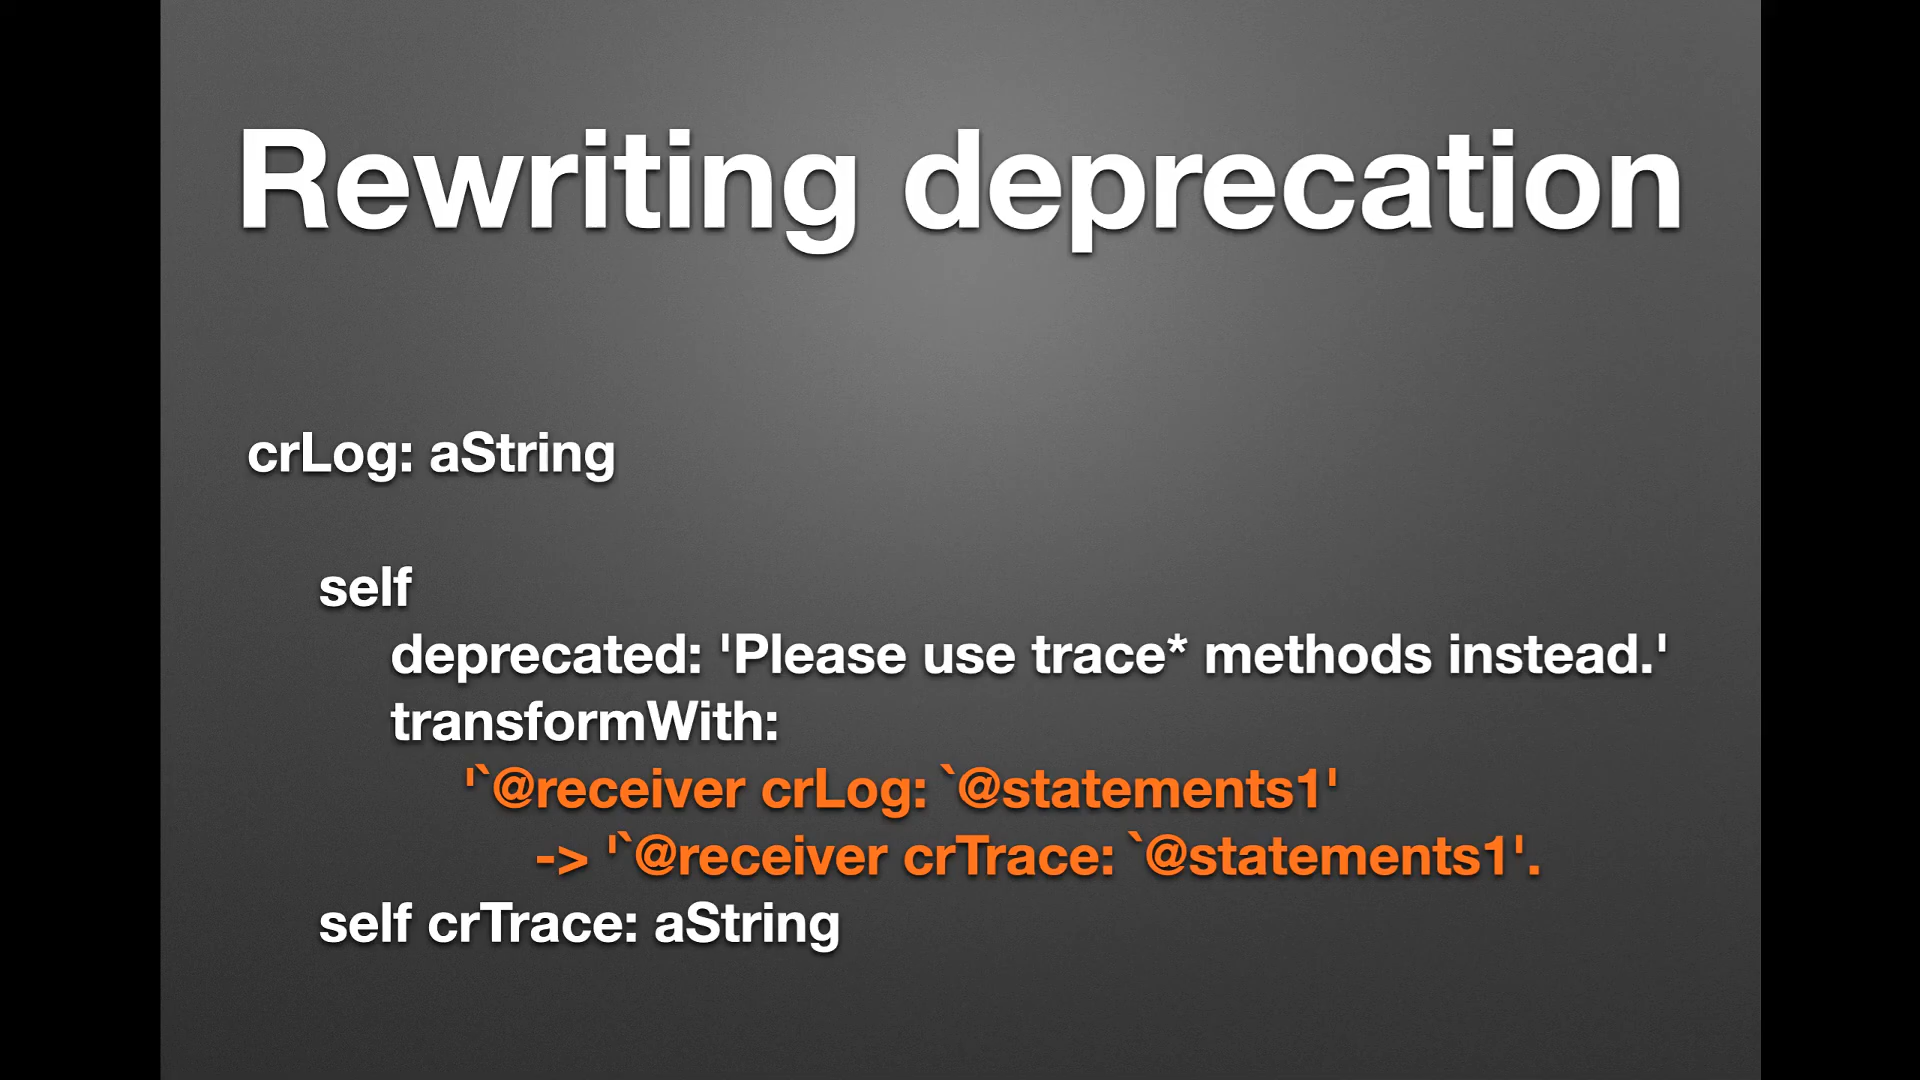 Rewriting deprecation
crLog: aString
self
deprecated: 'Please use trace* methods instead.'
transformWith:
'`@receiver crLog: `@statements1'
-> '`@receiver crTrace: `@statements1'.
self crTrace: aString